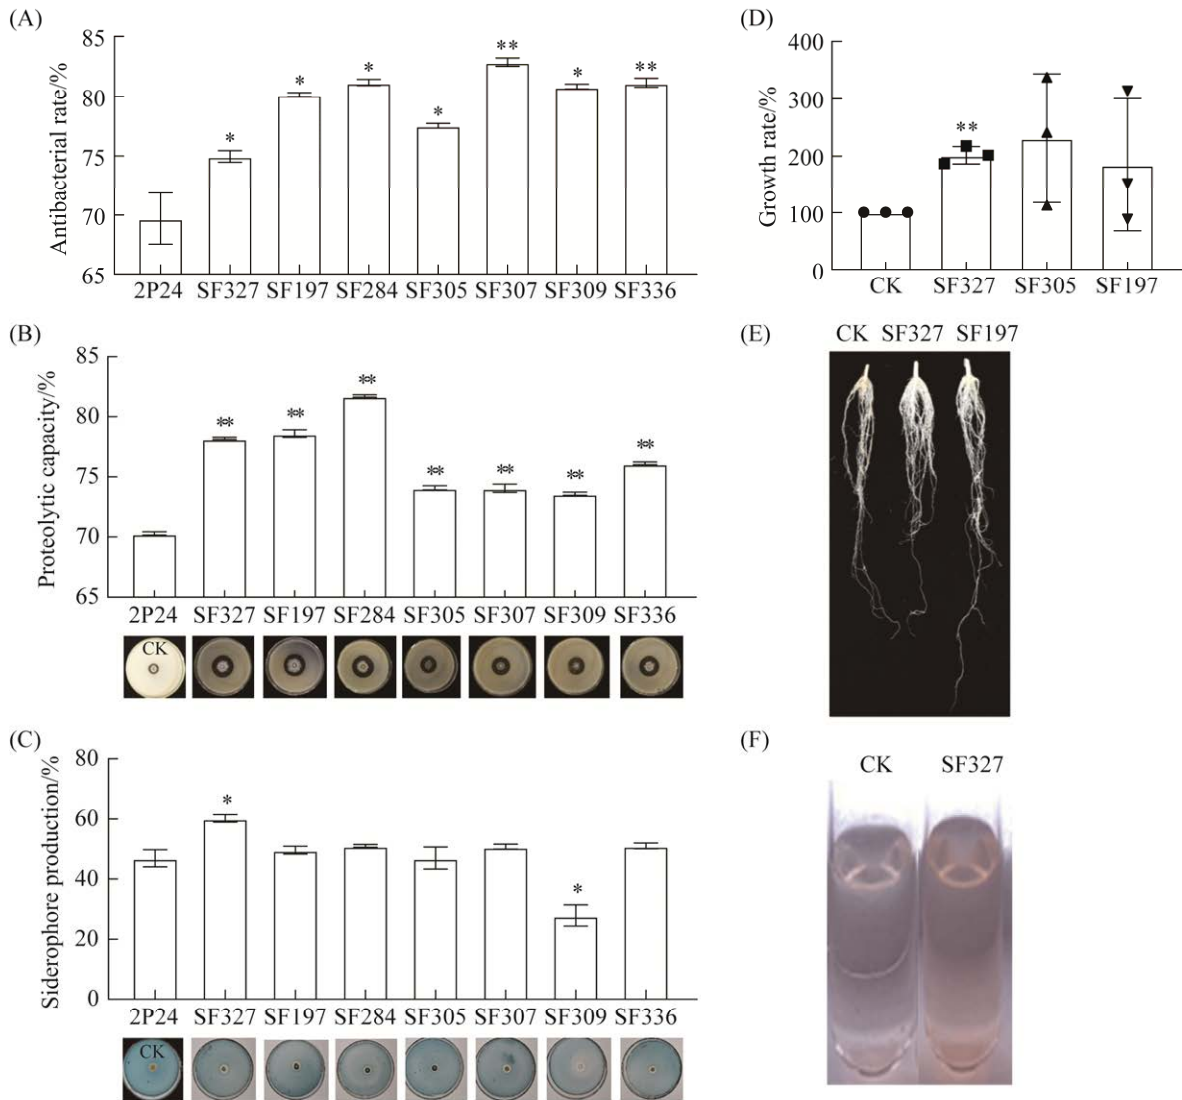 (A)
Antibacterial rate/%
85
80
75
70
65
* * * * ** * **
2P24 SF327 SF197 SF284 SF305 SF307 SF309 SF336
(B)
Proteolytic capacity/%
85
80
75
70
65
** ** ** ** ** ** **
2P24 SF327 SF197 SF284 SF305 SF307 SF309 SF336
CK
(C)
Siderophore production/%
80
60
40
20
0
* *
2P24 SF327 SF197 SF284 SF305 SF307 SF309 SF336
CK
(D)
Growth rate/%
400
300
200
100
0
**
CK SF327 SF305 SF197
(E)
CK SF327 SF197
(F)
CK SF327